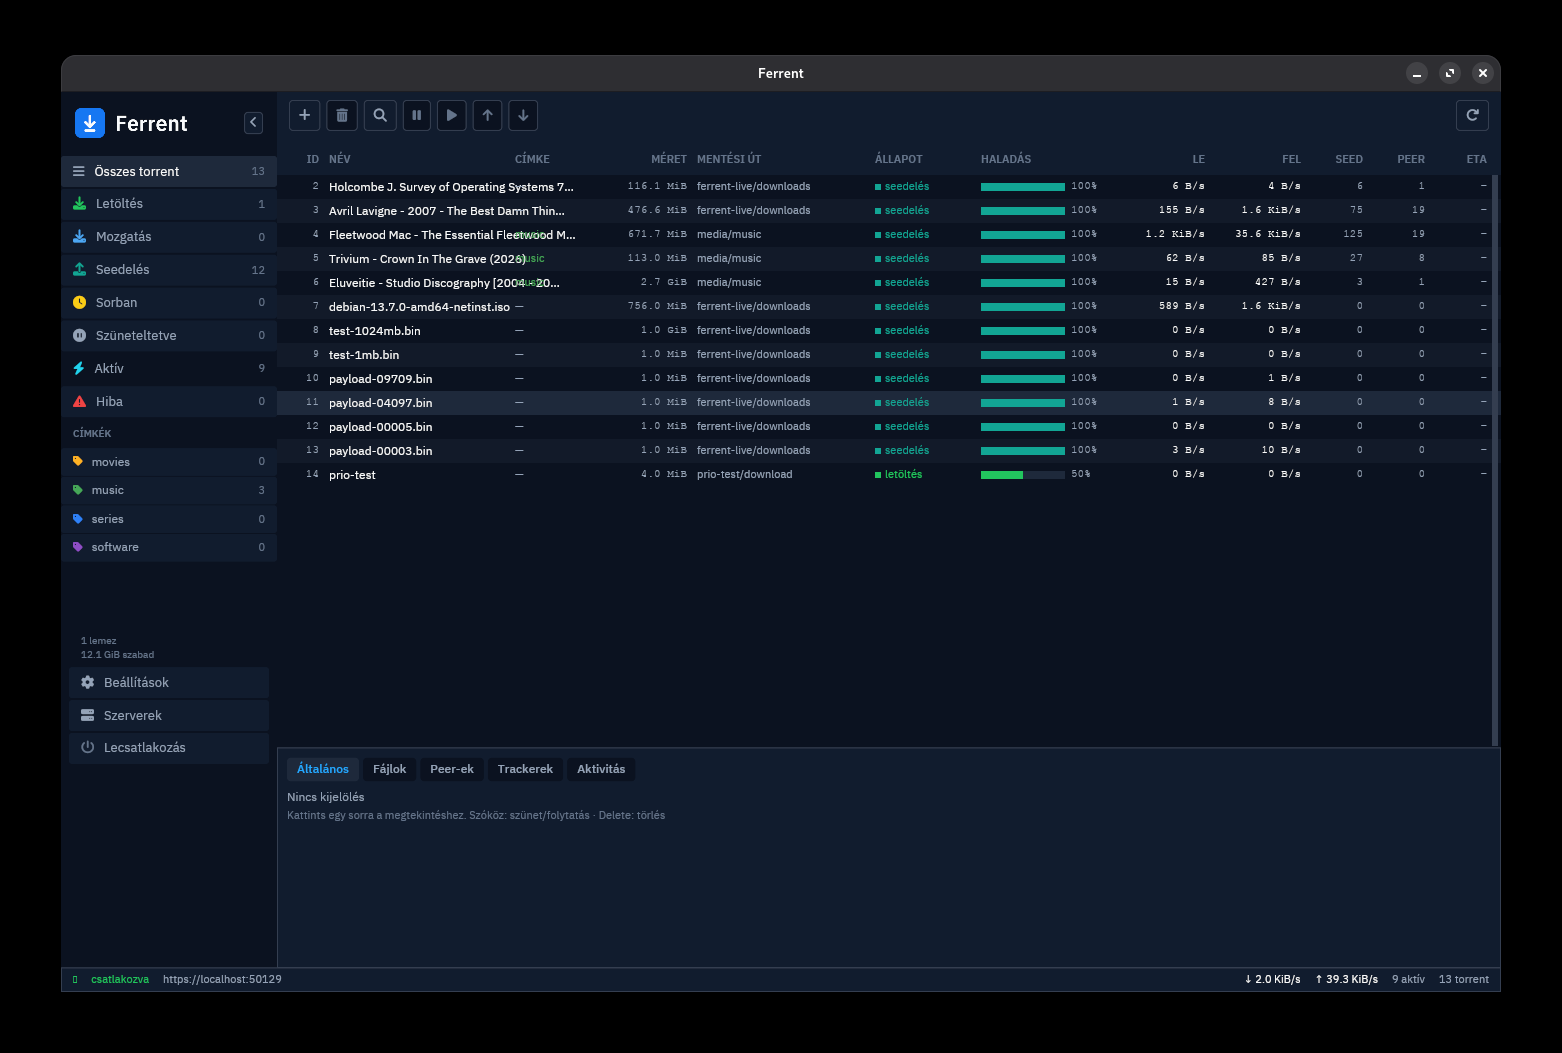 Ferrent
Ferrent
Összes torrent 13
Letöltés 1
Mozgatás 0
Seedelés 12
Sorban 0
Szüneteltetve 0
Aktív 9
Hiba 0
CÍMKÉK
movies 0
music 3
series 0
software 0
1 lemez
12.1 GiB szabad
Beállítások
Szerverek
Lecsatlakozás
ID NÉV CÍMKE MÉRET MENTÉSI ÚT ÁLLAPOT HALADÁS LE FEL SEED PEER ETA
2 Holcombe J. Survey of Operating Systems 7... 116.1 MiB ferrent-live/downloads seedelés 100% 6 B/s 4 B/s 6 1 —
3 Avril Lavigne - 2007 - The Best Damn Thin... 476.6 MiB ferrent-live/downloads seedelés 100% 155 B/s 1.6 KiB/s 75 19 —
4 Fleetwood Mac - The Essential Fleetwood M... music 671.7 MiB media/music seedelés 100% 1.2 KiB/s 35.6 KiB/s 125 19 —
5 Trivium - Crown In The Grave (2026) music 113.0 MiB media/music seedelés 100% 62 B/s 85 B/s 27 8 —
6 Eluveitie - Studio Discography [2004 - 20... music 2.7 GiB media/music seedelés 100% 15 B/s 427 B/s 3 1 —
7 debian-13.7.0-amd64-netinst.iso — 756.0 MiB ferrent-live/downloads seedelés 100% 589 B/s 1.6 KiB/s 0 0 —
8 test-1024mb.bin — 1.0 GiB ferrent-live/downloads seedelés 100% 0 B/s 0 B/s 0 0 —
9 test-1mb.bin — 1.0 MiB ferrent-live/downloads seedelés 100% 0 B/s 0 B/s 0 0 —
10 payload-09709.bin — 1.0 MiB ferrent-live/downloads seedelés 100% 0 B/s 1 B/s 0 0 —
11 payload-04097.bin — 1.0 MiB ferrent-live/downloads seedelés 100% 1 B/s 8 B/s 0 0 —
12 payload-00005.bin — 1.0 MiB ferrent-live/downloads seedelés 100% 0 B/s 0 B/s 0 0 —
13 payload-00003.bin — 1.0 MiB ferrent-live/downloads seedelés 100% 3 B/s 10 B/s 0 0 —
14 prio-test — 4.0 MiB prio-test/download letöltés 50% 0 B/s 0 B/s 0 0 —
Általános Fájlok Peer-ek Trackerek Aktivitás
Nincs kijelölés
Kattints egy sorra a megtekintéshez. Szóköz: szünet/folytatás · Delete: törlés
csatlakozva https://localhost:50129 ↓ 2.0 KiB/s ↑ 39.3 KiB/s 9 aktív 13 torrent